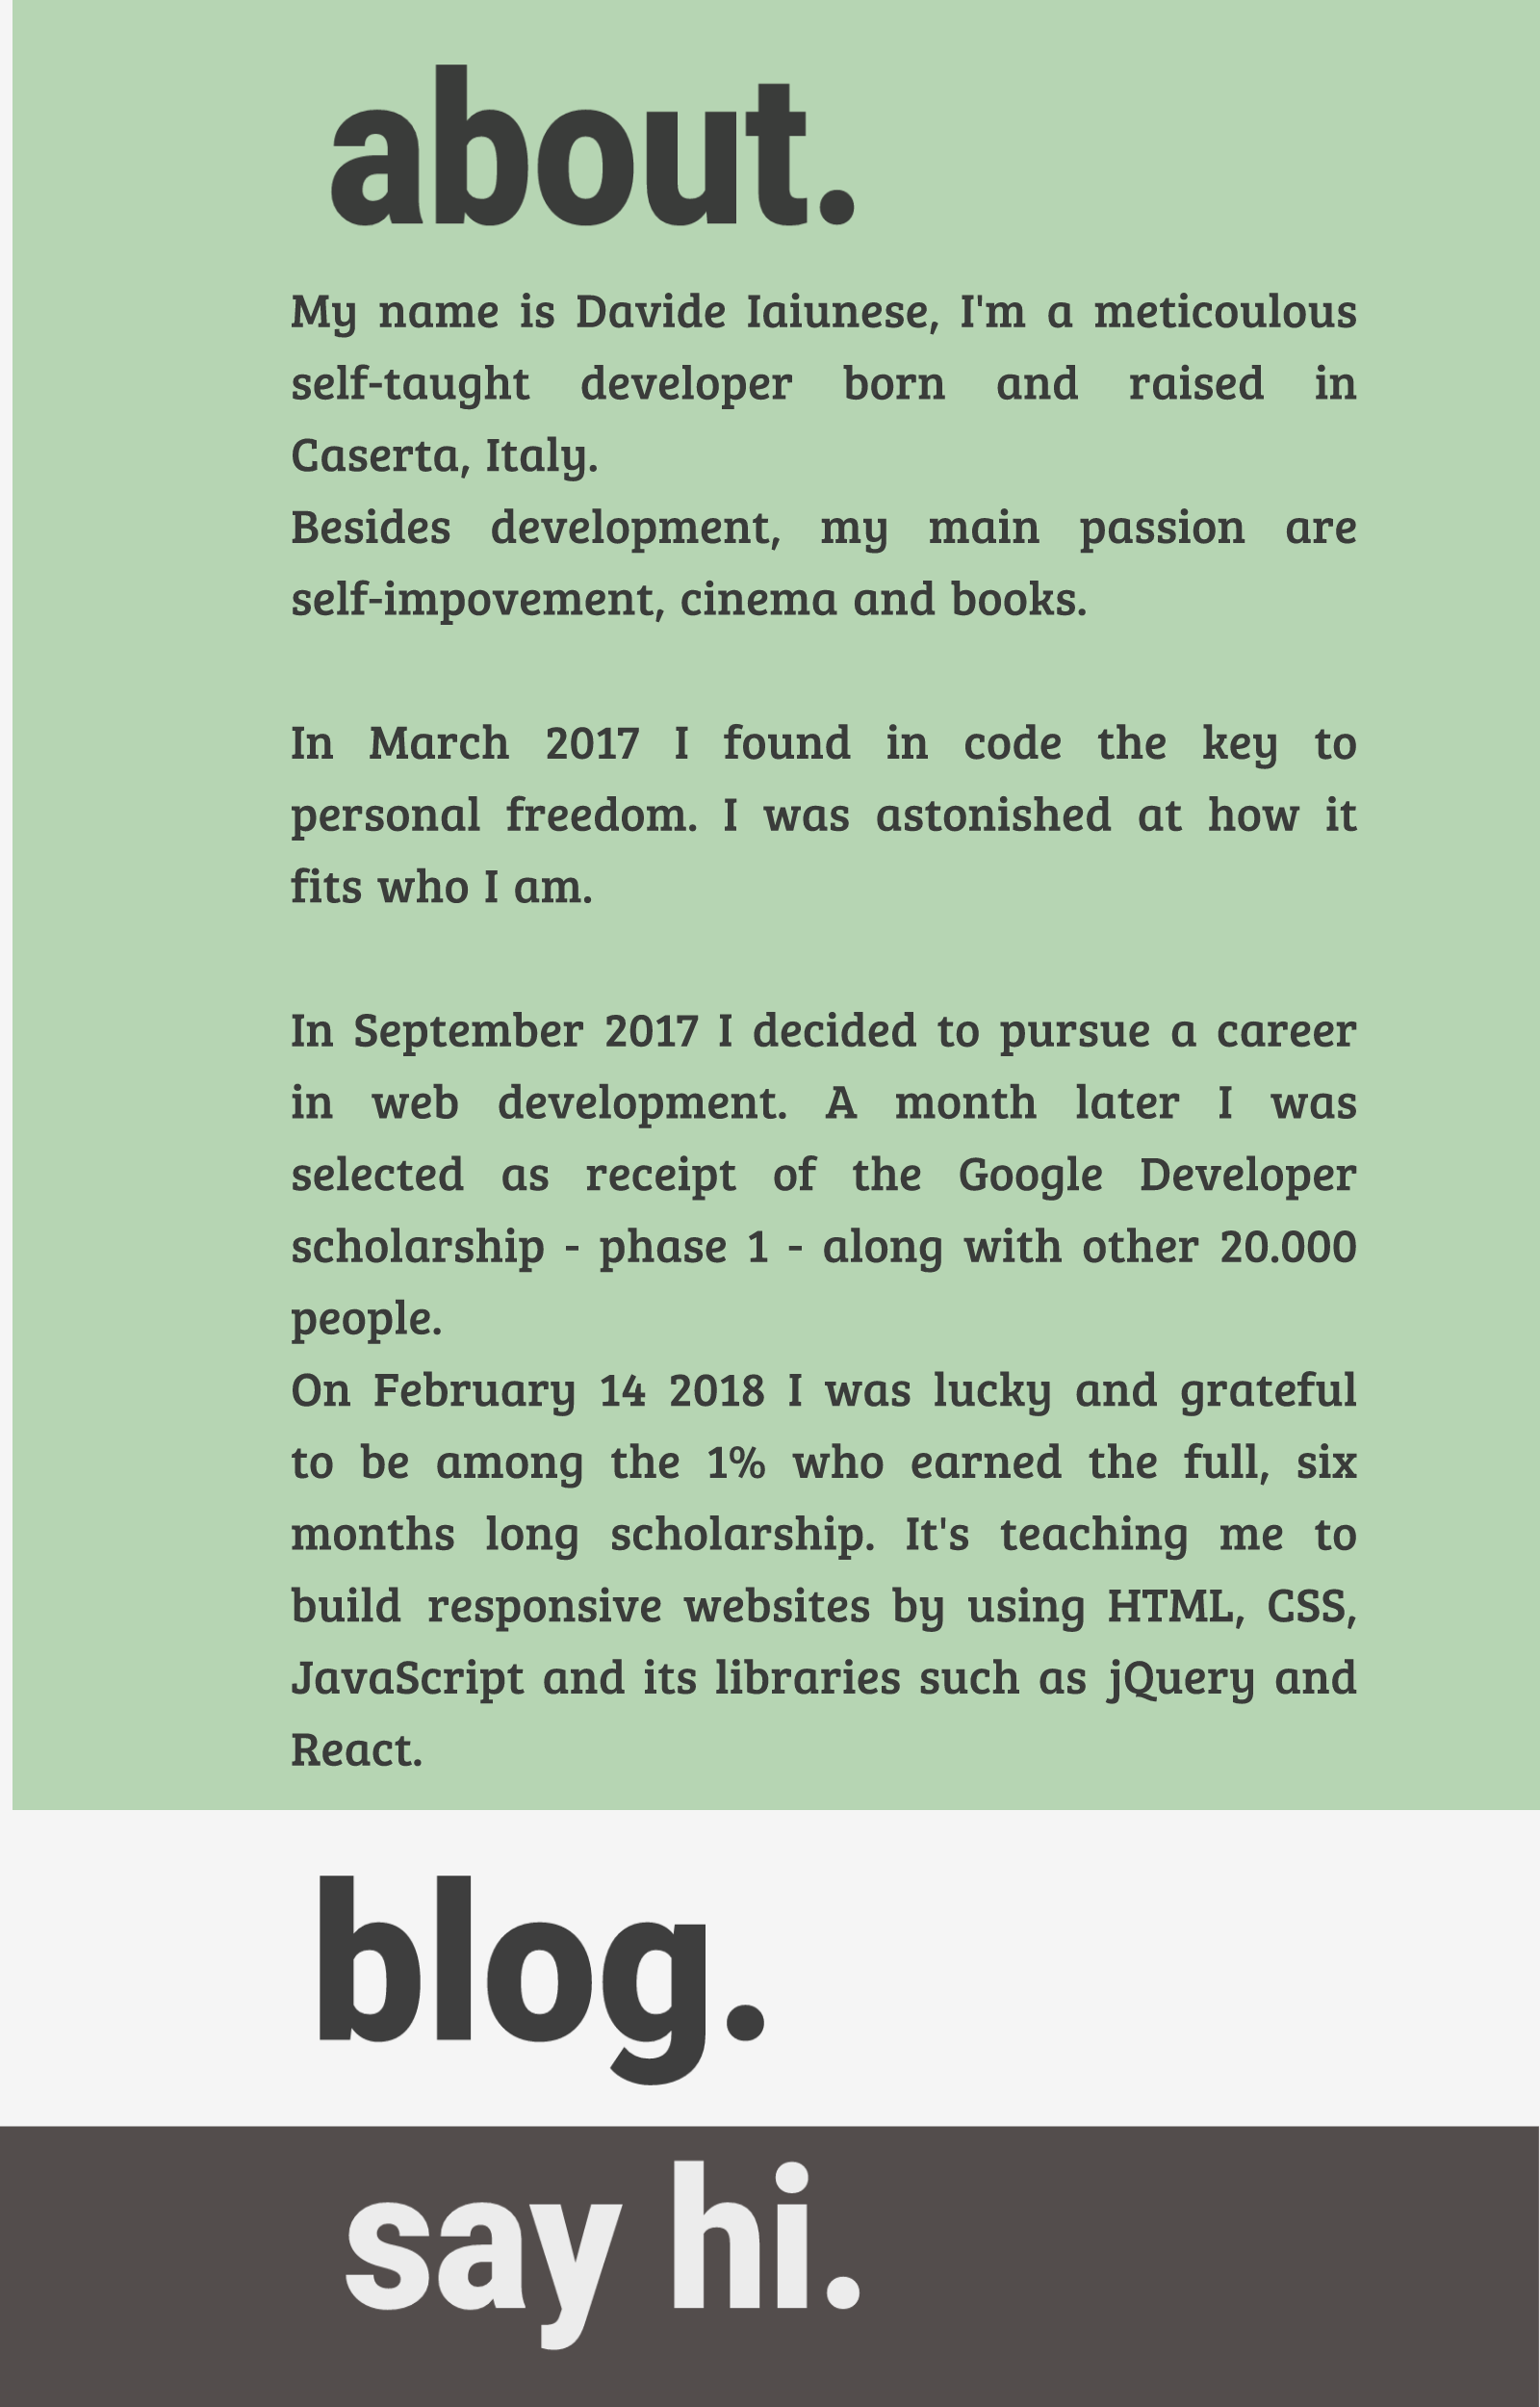 about.
My name is Davide Iaiunese, I'm a meticoulous
self-taught developer born and raised in
Caserta, Italy.
Besides development, my main passion are
self-impovement, cinema and books.
In March 2017 I found in code the key to
personal freedom. I was astonished at how it
fits who I am.
In September 2017 I decided to pursue a career
in web development. A month later I was
selected as receipt of the Google Developer
scholarship - phase 1 - along with other 20.000
people.
On February 14 2018 I was lucky and grateful
to be among the 1% who earned the full, six
months long scholarship. It's teaching me to
build responsive websites by using HTML, CSS,
JavaScript and its libraries such as jQuery and
React.
blog.
say hi.